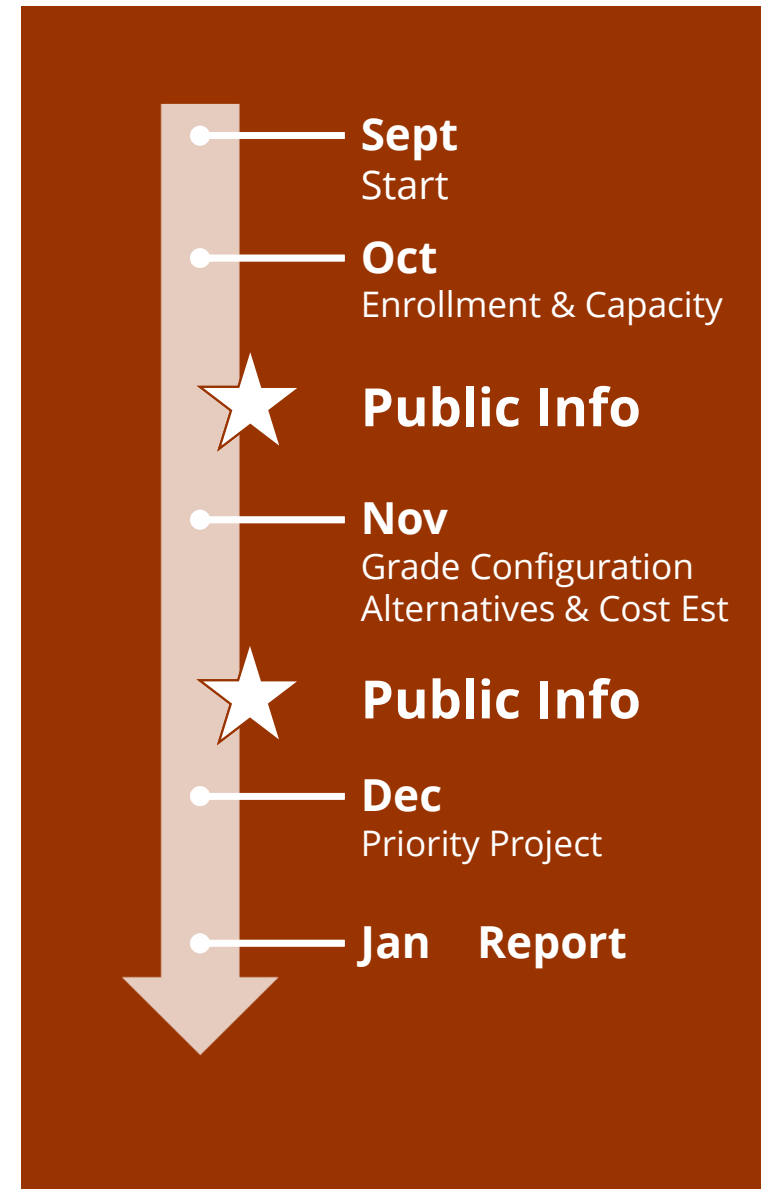 Sept
Start
Oct
Enrollment & Capacity
Public Info
Nov
Grade Configuration
Alternatives & Cost Est
Public Info
Dec
Priority Project
Jan Report